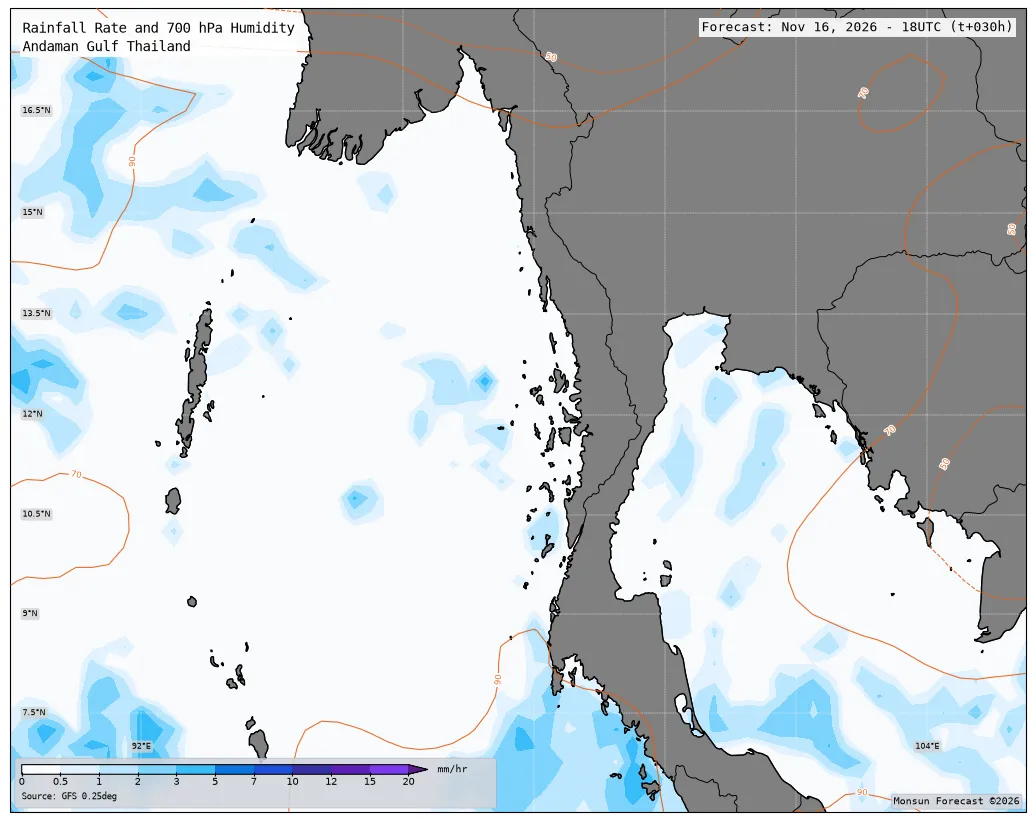 Rainfall Rate and 700 hPa Humidity
Andaman Gulf Thailand
Forecast: Nov 16, 2026 - 18UTC (t+030h)
50
70
16.5°N
90
15°N
50
13.5°N
12°N
70
50
70
10.5°N
9°N
90
7.5°N
92°E
104°E
0 0.5 1 2 3 5 7 10 12 15 20 mm/hr
90
Source: GFS 0.25deg
Monsun Forecast ©2026